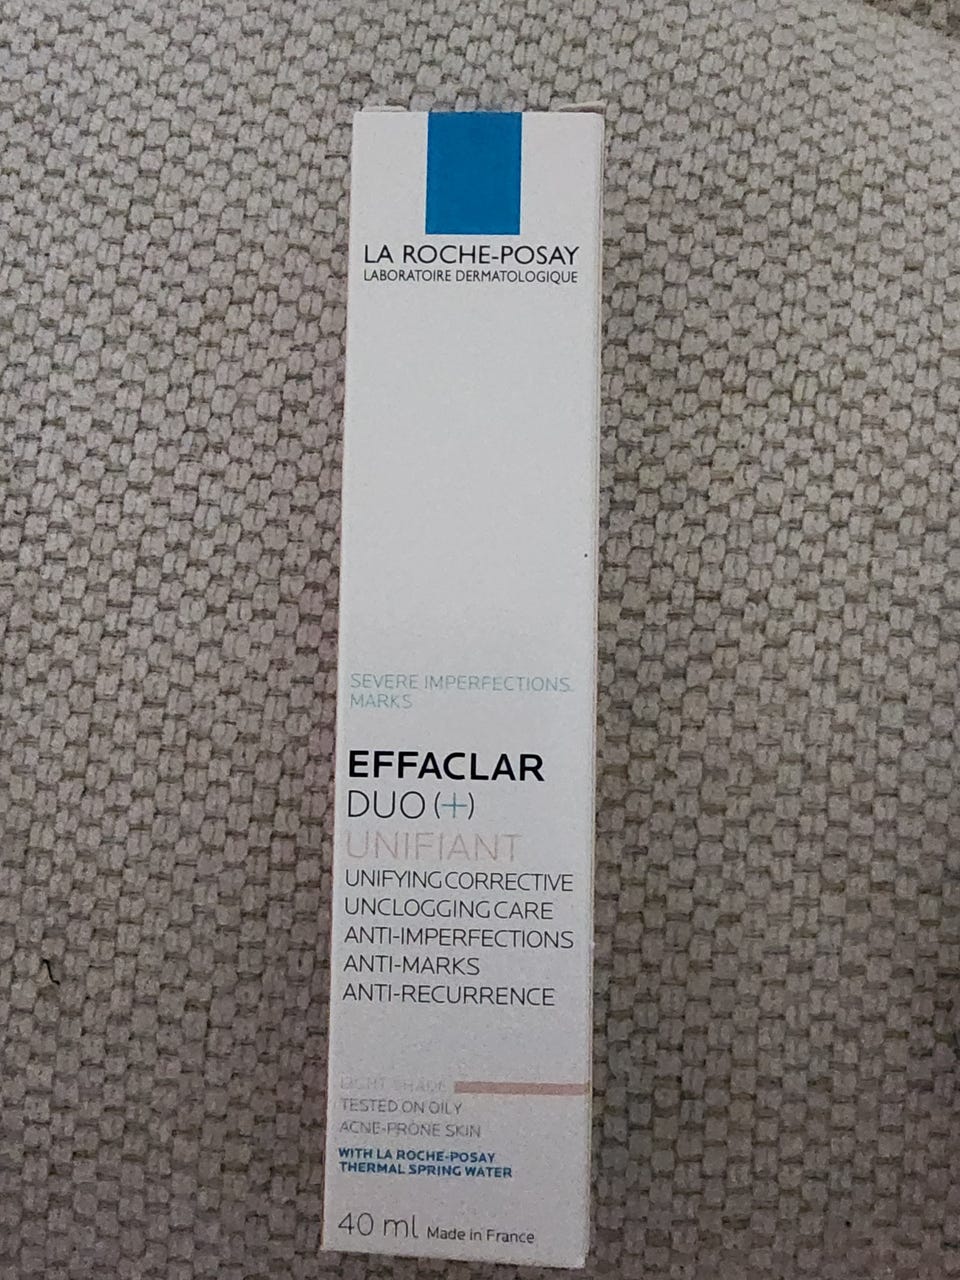 LA ROCHE-POSAY
LABORATOIRE DERMATOLOGIQUE
SEVERE IMPERFECTIONS.
MARKS
EFFACLAR
DUO (+)
UNIFIANT
UNIFYING CORRECTIVE
UNCLOGGING CARE
ANTI-IMPERFECTIONS
ANTI-MARKS
ANTI-RECURRENCE
LIGHT SHADE
TESTED ON OILY
ACNE-PRONE SKIN
WITH LA ROCHE-POSAY
THERMAL SPRING WATER
40 ml Made in France